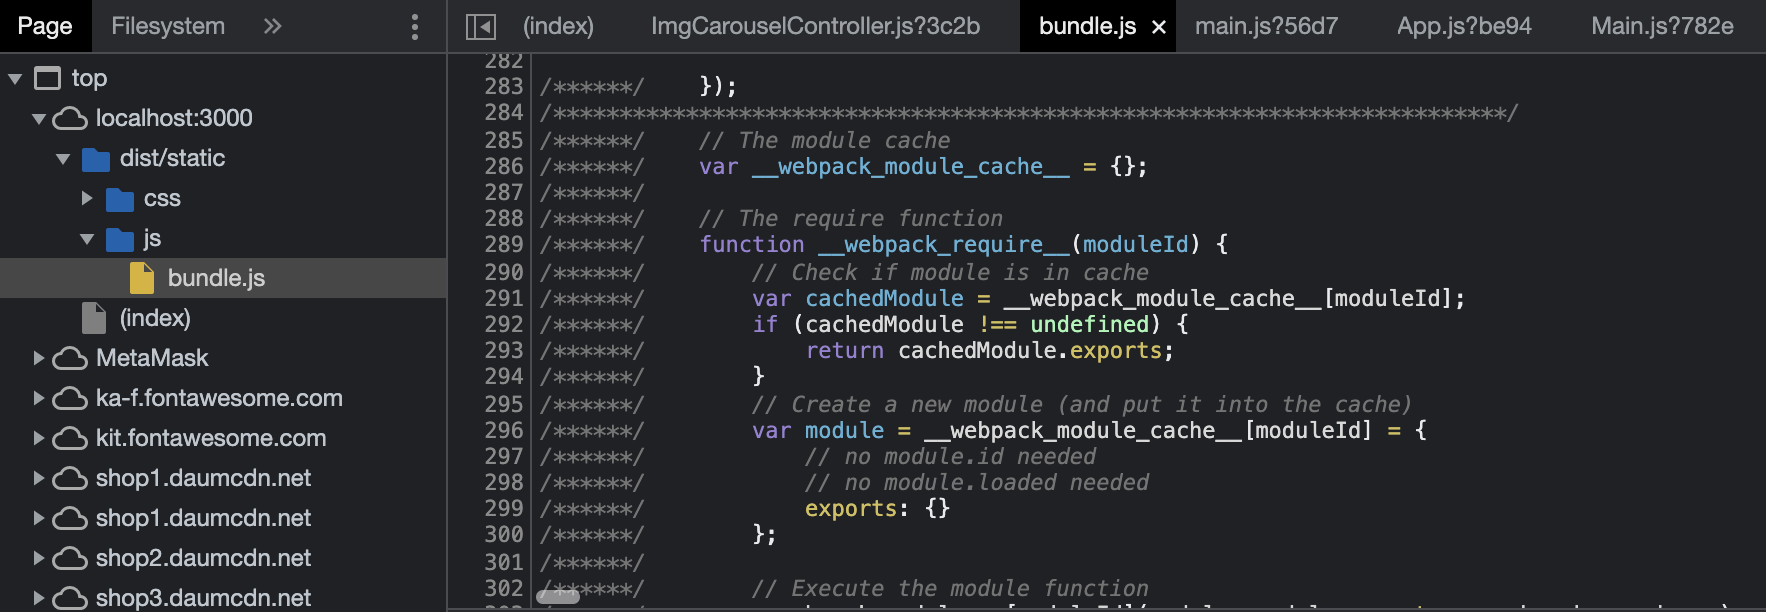 Page Filesystem >>
(index) ImgCarouselController.js?3c2b bundle.js × main.js?56d7 App.js?be94 Main.js?782e
top
localhost:3000
dist/static
css
js
bundle.js
(index)
MetaMask
ka-f.fontawesome.com
kit.fontawesome.com
shop1.daumcdn.net
shop1.daumcdn.net
shop2.daumcdn.net
shop3.daumcdn.net
282
283 /******/ });
284 /************************************************************************/
285 /******/ // The module cache
286 /******/ var __webpack_module_cache__ = {};
287 /******/
288 /******/ // The require function
289 /******/ function __webpack_require__(moduleId) {
290 /******/ // Check if module is in cache
291 /******/ var cachedModule = __webpack_module_cache__[moduleId];
292 /******/ if (cachedModule !== undefined) {
293 /******/ return cachedModule.exports;
294 /******/ }
295 /******/ // Create a new module (and put it into the cache)
296 /******/ var module = __webpack_module_cache__[moduleId] = {
297 /******/ // no module.id needed
298 /******/ // no module.loaded needed
299 /******/ exports: {}
300 /******/ };
301 /******/
302 /******/ // Execute the module function